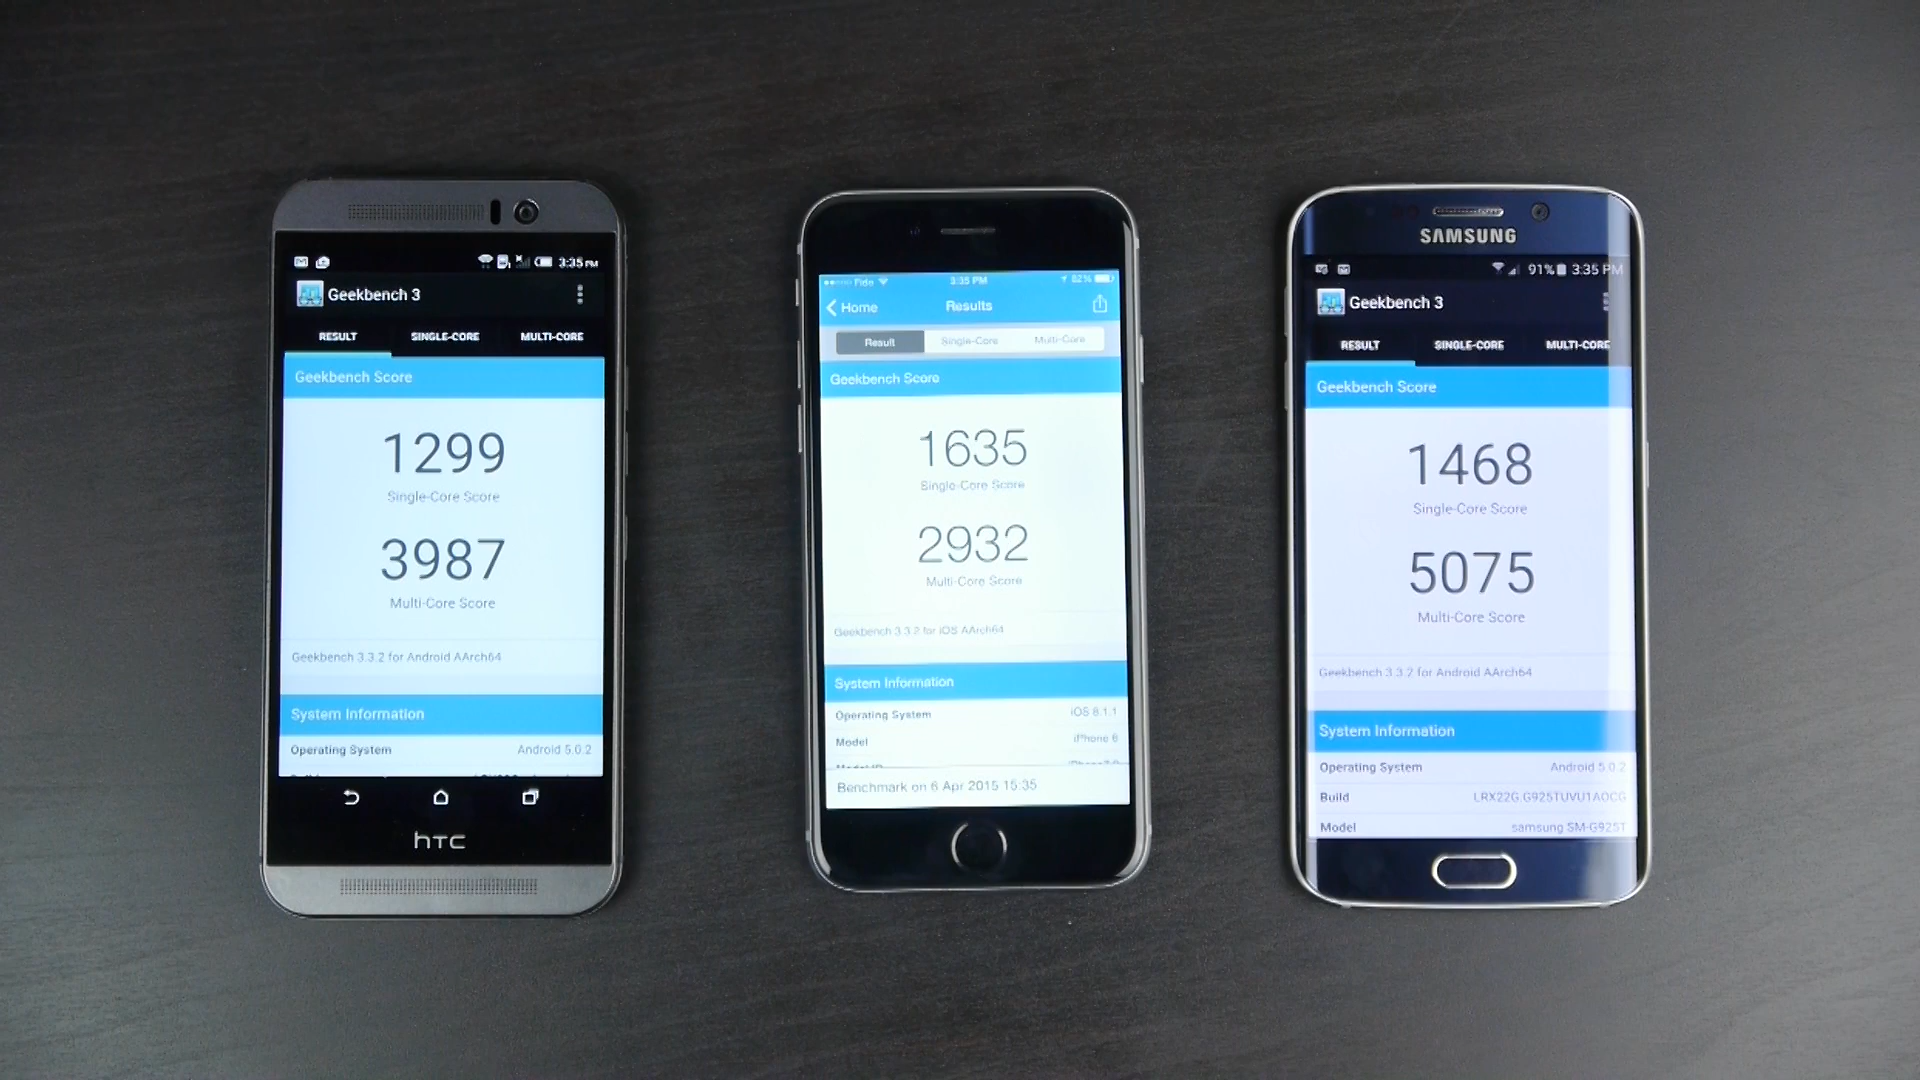 3:35 PM
Geekbench 3
RESULT SINGLE-CORE MULTI-CORE
Geekbench Score
1299
Single-Core Score
3987
Multi-Core Score
Geekbench 3.3.2 for Android AArch64
System Information
Operating System Android 5.0.2
hTC
Fido 3:35 PM 82%
Home Results
Result Single-Core Multi-Core
Geekbench Score
1635
Single-Core Score
2932
Multi-Core Score
Geekbench 3.3.2 for iOS AArch64
System Information
Operating System iOS 8.1.1
Model iPhone 6
Benchmark on 6 Apr 2015 15:35
SAMSUNG
91% 3:35 PM
Geekbench 3
RESULT SINGLE-CORE MULTI-CORE
Geekbench Score
1468
Single-Core Score
5075
Multi-Core Score
Geekbench 3.3.2 for Android AArch64
System Information
Operating System Android 5.0.2
Build LRX22G.G925TUVU1AOCG
Model samsung SM-G925T